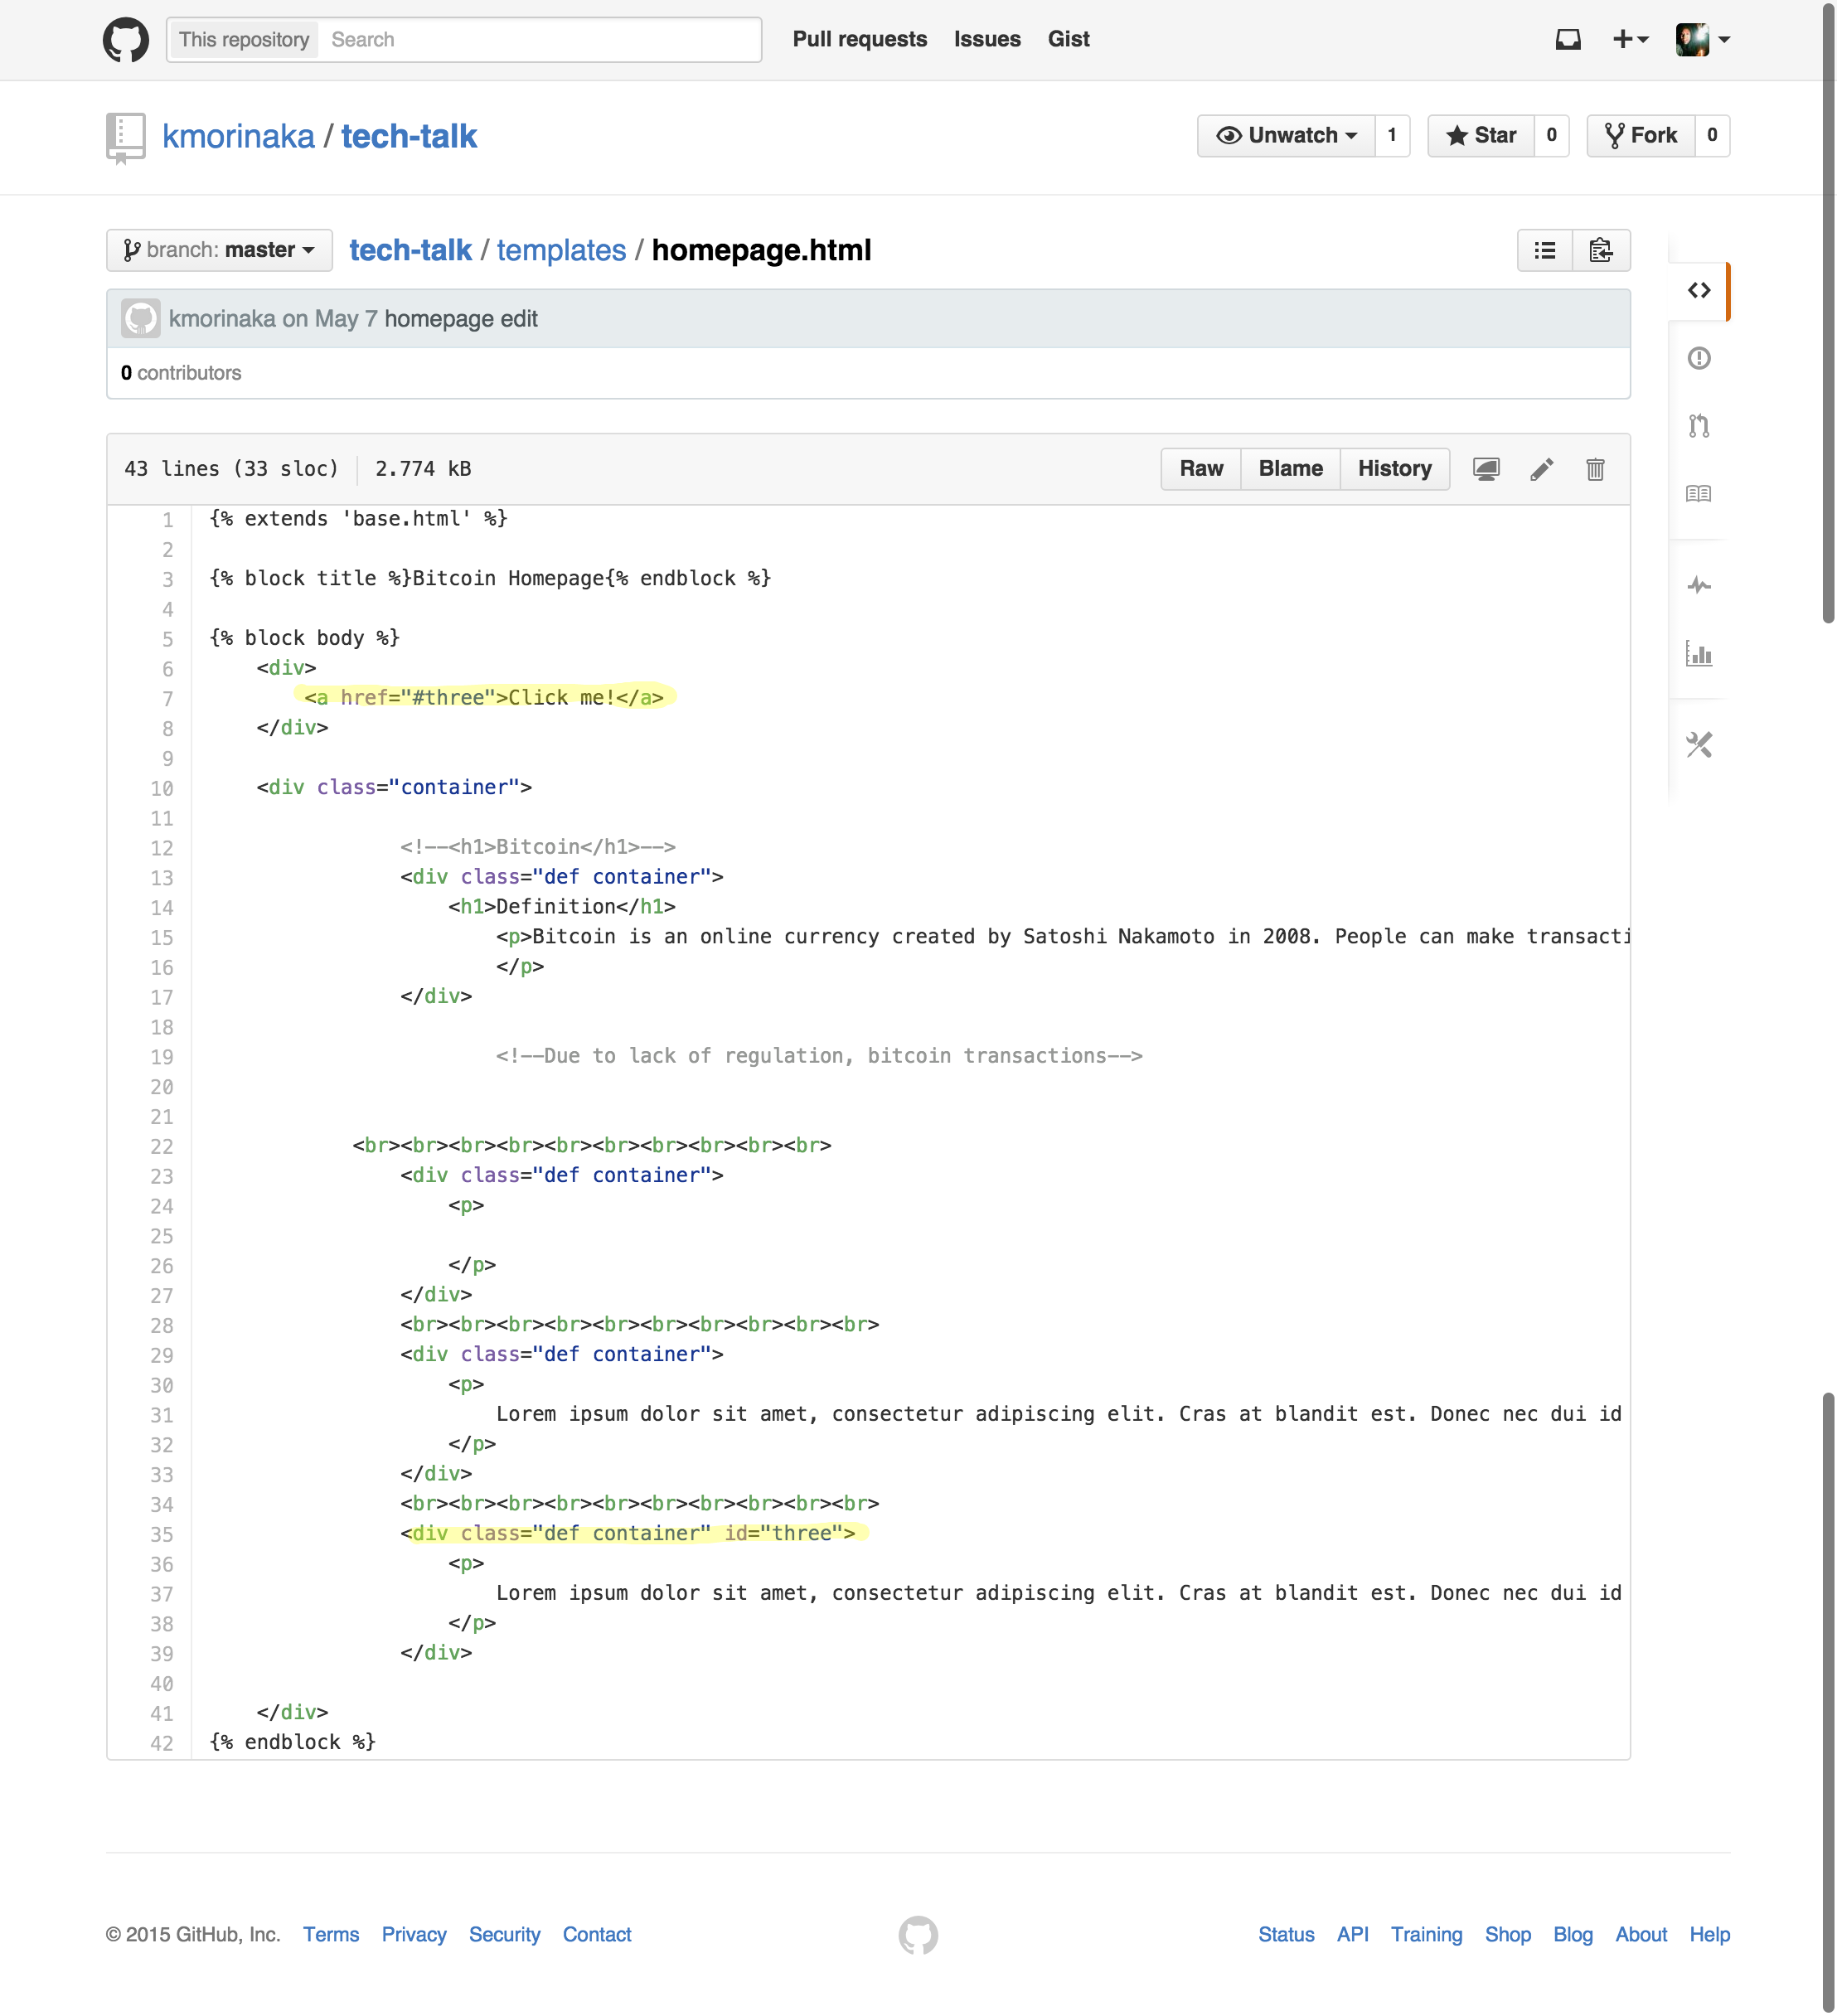 This repository Search Pull requests Issues Gist
kmorinaka / tech-talk Unwatch 1 Star 0 Fork 0
branch: master tech-talk / templates / homepage.html
kmorinaka on May 7 homepage edit
0 contributors
43 lines (33 sloc) 2.774 kB Raw Blame History
1 {% extends 'base.html' %}
2
3 {% block title %}Bitcoin Homepage{% endblock %}
4
5 {% block body %}
6 <div>
7 <a href="#three">Click me!</a>
8 </div>
9
10 <div class="container">
11
12 <!--<h1>Bitcoin</h1>-->
13 <div class="def container">
14 <h1>Definition</h1>
15 <p>Bitcoin is an online currency created by Satoshi Nakamoto in 2008. People can make transacti
16 </p>
17 </div>
18
19 <!--Due to lack of regulation, bitcoin transactions-->
20
21
22 <br><br><br><br><br><br><br><br><br><br>
23 <div class="def container">
24 <p>
25
26 </p>
27 </div>
28 <br><br><br><br><br><br><br><br><br><br>
29 <div class="def container">
30 <p>
31 Lorem ipsum dolor sit amet, consectetur adipiscing elit. Cras at blandit est. Donec nec dui id
32 </p>
33 </div>
34 <br><br><br><br><br><br><br><br><br><br>
35 <div class="def container" id="three">
36 <p>
37 Lorem ipsum dolor sit amet, consectetur adipiscing elit. Cras at blandit est. Donec nec dui id
38 </p>
39 </div>
40
41 </div>
42 {% endblock %}
© 2015 GitHub, Inc. Terms Privacy Security Contact Status API Training Shop Blog About Help